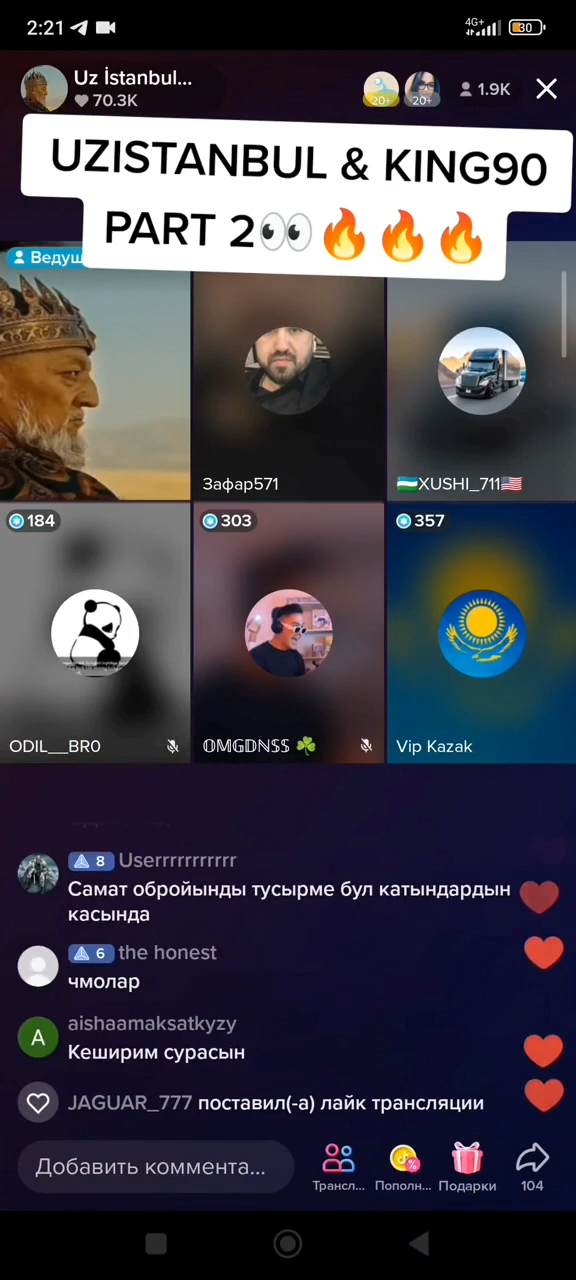 2:21
4G+
30
Uz İstanbul...
70.3K
20+
20+
1.9K
UZISTANBUL & KING90
PART 2👀🔥🔥🔥
Ведущ
Зафар571
🇺🇿XUSHI_711🇺🇸
184
303
357
ODIL__BR0
𝕆𝕄𝔾𝔻ℕ$$ ☘️
Vip Kazak
8 Userrrrrrrrrrr
Самат обройынды тусырме бул катындардын
касында
6 the honest
чмолар
A
aishaamaksatkyzy
Кеширим сурасын
JAGUAR_777 поставил(-а) лайк трансляции
Добавить коммента...
Трансл...
Пополн...
Подарки
104